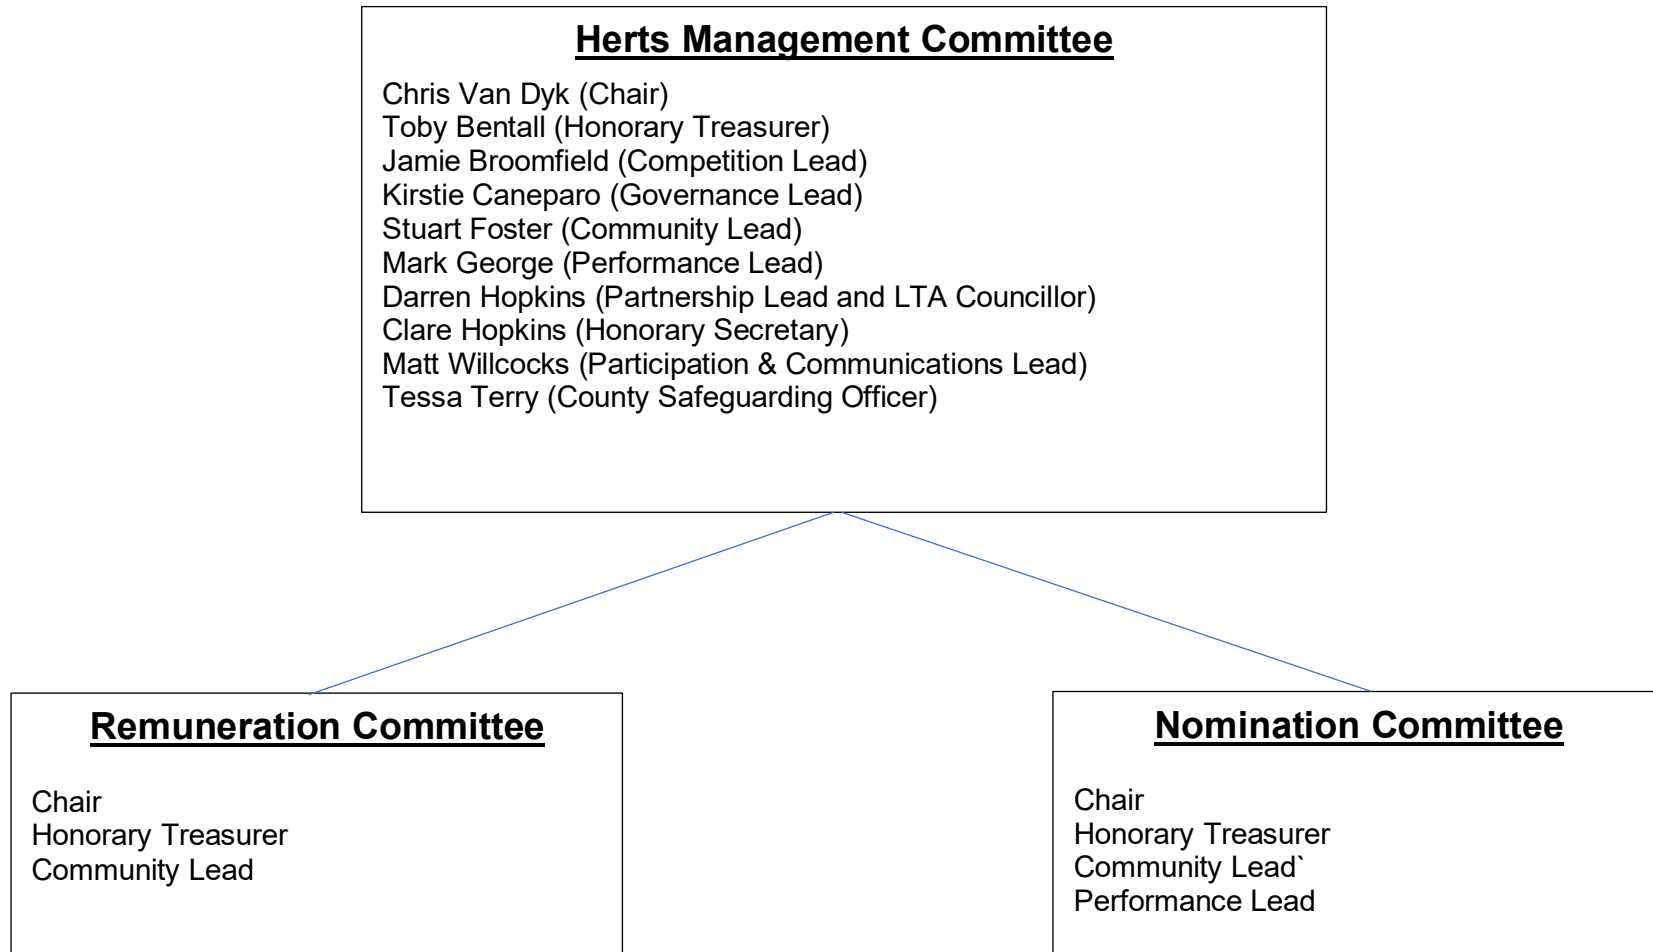 Herts Management Committee
Chris Van Dyk (Chair)
Toby Bentall (Honorary Treasurer)
Jamie Broomfield (Competition Lead)
Kirstie Caneparo (Governance Lead)
Stuart Foster (Community Lead)
Mark George (Performance Lead)
Darren Hopkins (Partnership Lead and LTA Councillor)
Clare Hopkins (Honorary Secretary)
Matt Willcocks (Participation & Communications Lead)
Tessa Terry (County Safeguarding Officer)
Remuneration Committee
Chair
Honorary Treasurer
Community Lead
Nomination Committee
Chair
Honorary Treasurer
Community Lead`
Performance Lead